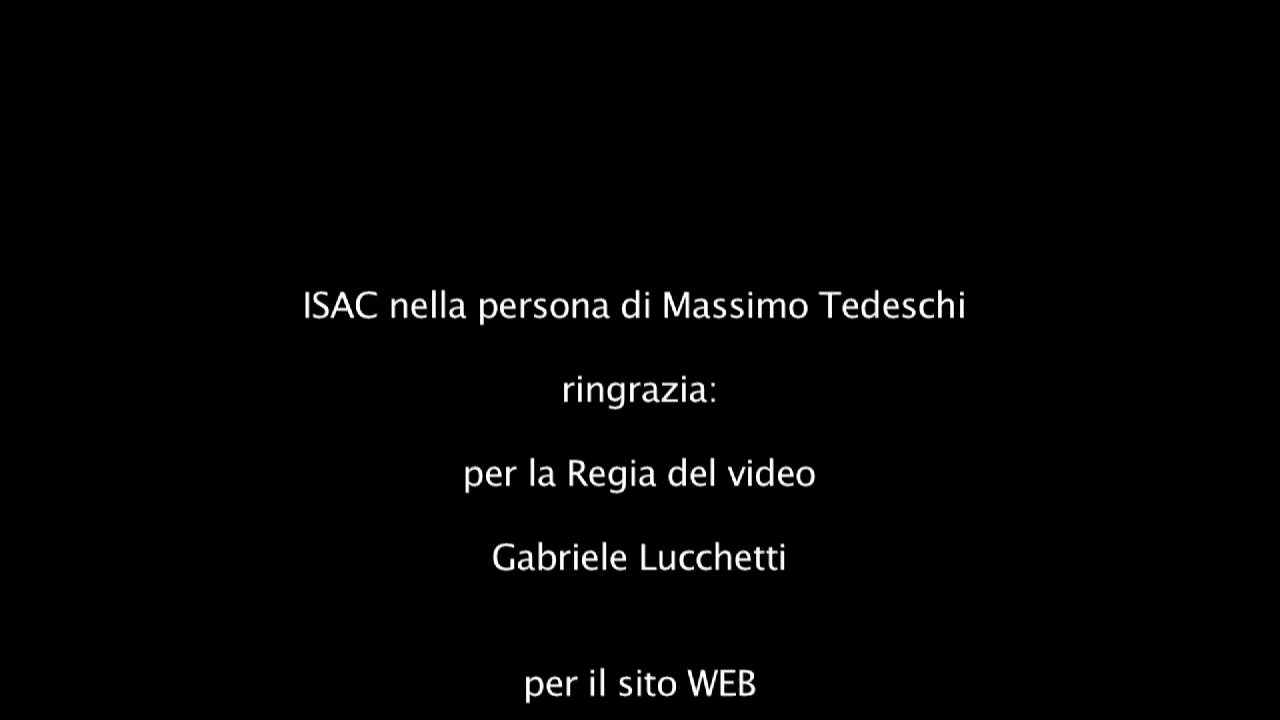 ISAC nella persona di Massimo Tedeschi
ringrazia:
per la Regia del video
Gabriele Lucchetti
per il sito WEB